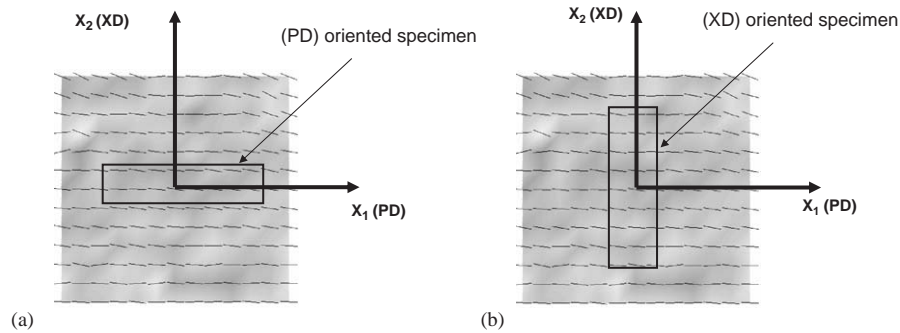 X2 (XD)
(PD) oriented specimen
X1 (PD)
(a)
X2 (XD)
(XD) oriented specimen
X1 (PD)
(b)